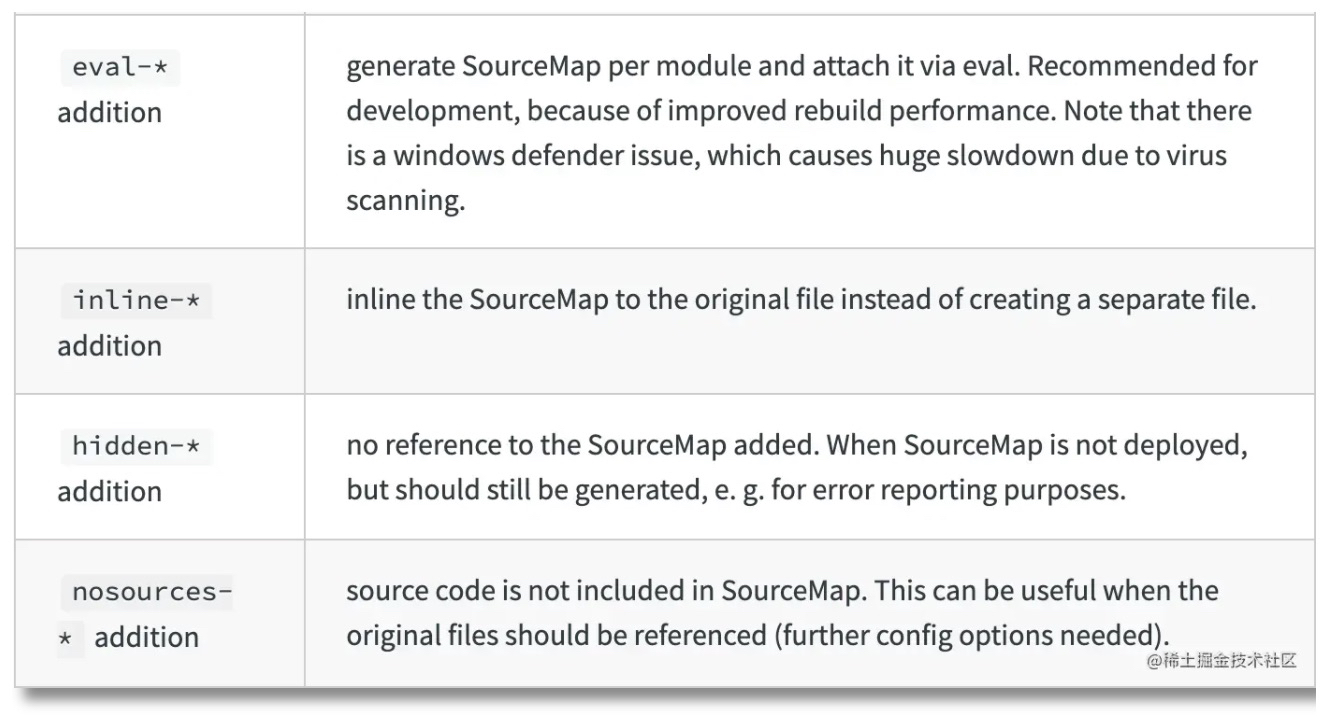 eval-*
addition
generate SourceMap per module and attach it via eval. Recommended for
development, because of improved rebuild performance. Note that there
is a windows defender issue, which causes huge slowdown due to virus
scanning.
inline-*
addition
inline the SourceMap to the original file instead of creating a separate file.
hidden-*
addition
no reference to the SourceMap added. When SourceMap is not deployed,
but should still be generated, e. g. for error reporting purposes.
nosources-
* addition
source code is not included in SourceMap. This can be useful when the
original files should be referenced (further config options needed).
@稀土掘金技术社区